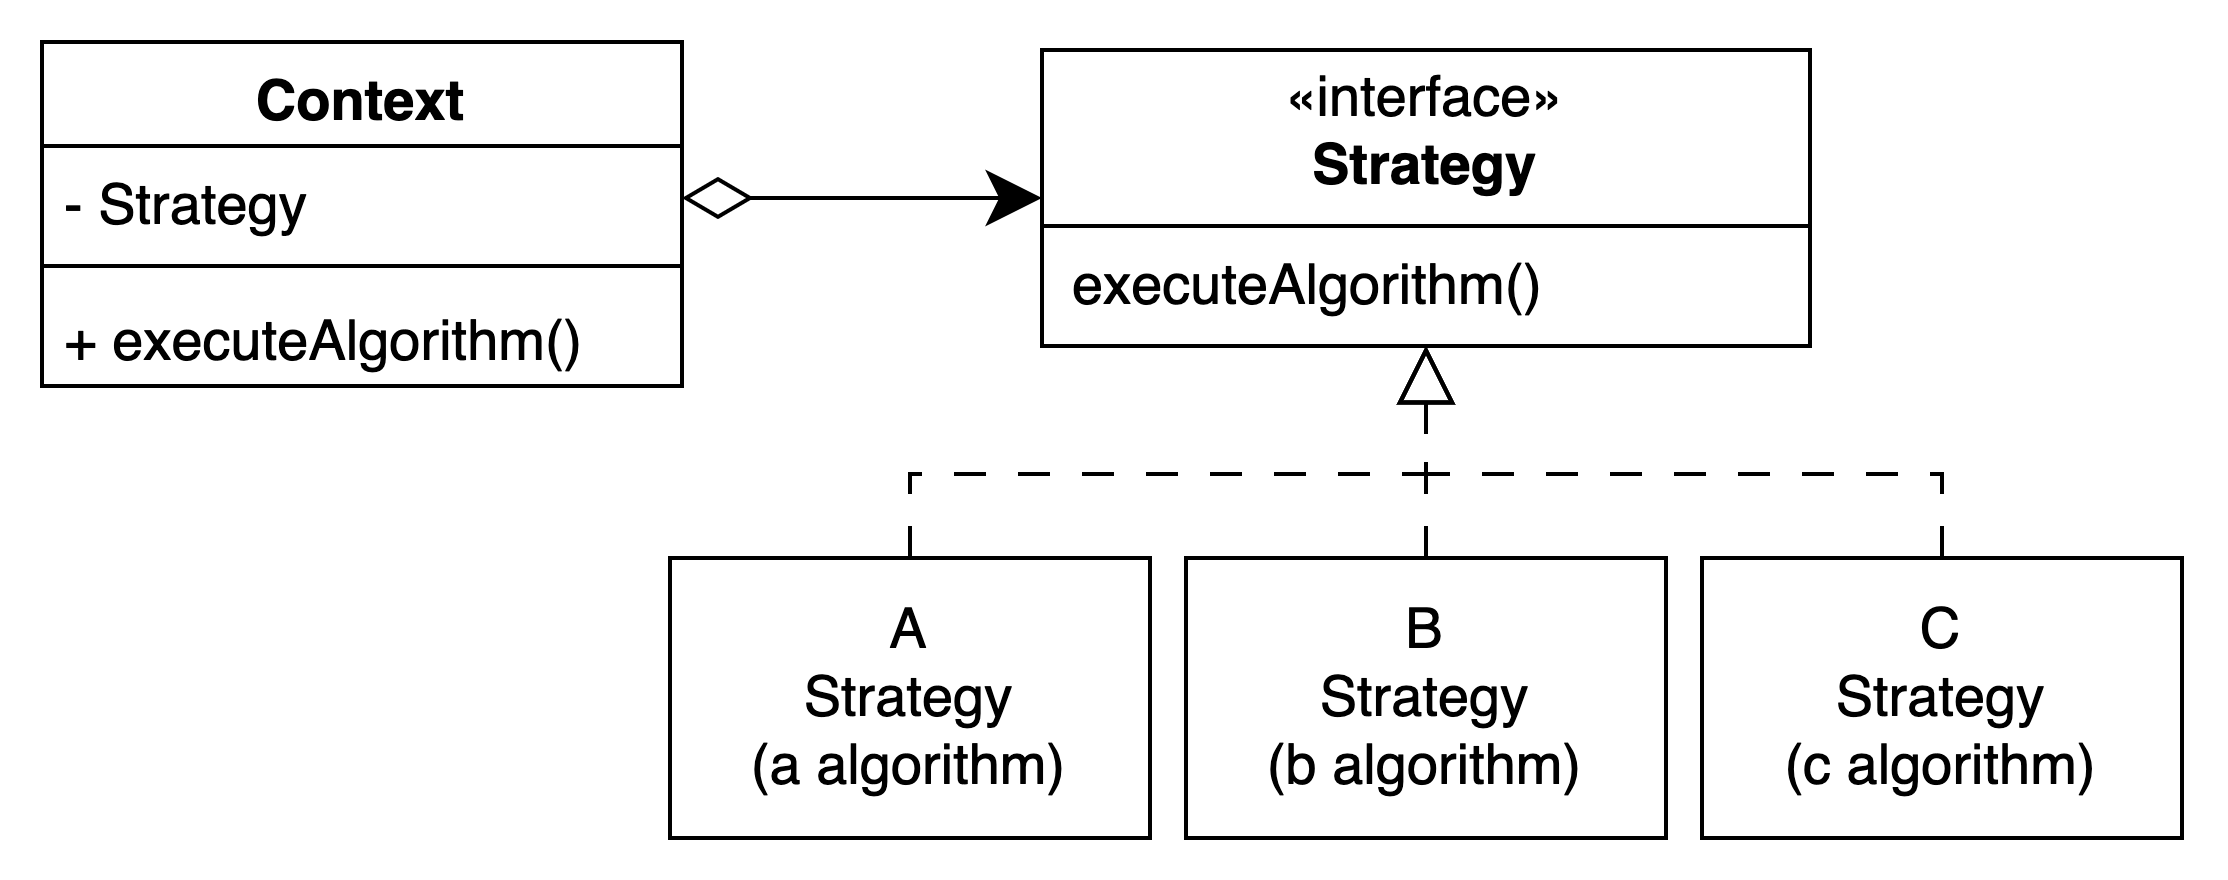 Context
- Strategy
+ executeAlgorithm()
«interface»
Strategy
executeAlgorithm()
A
Strategy
(a algorithm)
B
Strategy
(b algorithm)
C
Strategy
(c algorithm)